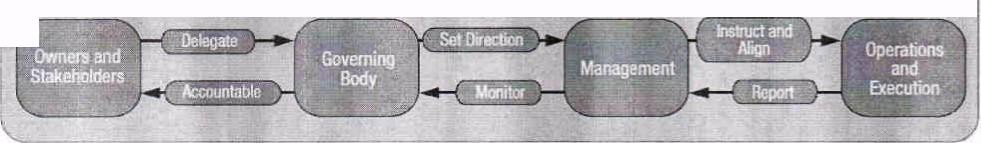 Owners and
Stakeholders
Delegate
Accountable
Governing
Body
Set Direction
Monitor
Management
Instruct and
Align
Report
Operations
and
Execution